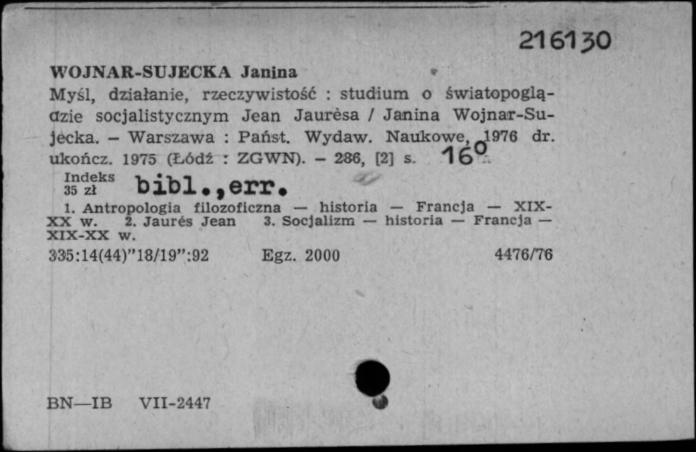 216130
WOJNAR-SUJECKA Janina
Myśl, działanie, rzeczywistość : studium o światopoglą-
dzie socjalistycznym Jean Jaurèsa / Janina Wojnar-Su-
jecka. — Warszawa : Państ. Wydaw. Naukowe, 1976 dr.
ukończ. 1975 (Łódź : ZGWN). — 286, [2] s. 16⁰
Indeks
35 zł bibl., err.
1. Antropologia filozoficzna — historia — Francja — XIX-
XX w. 2. Jaurés Jean 3. Socjalizm — historia — Francja —
XIX-XX w.
335:14(44)"18/19":92 Egz. 2000 4476/76
BN—IB VII-2447